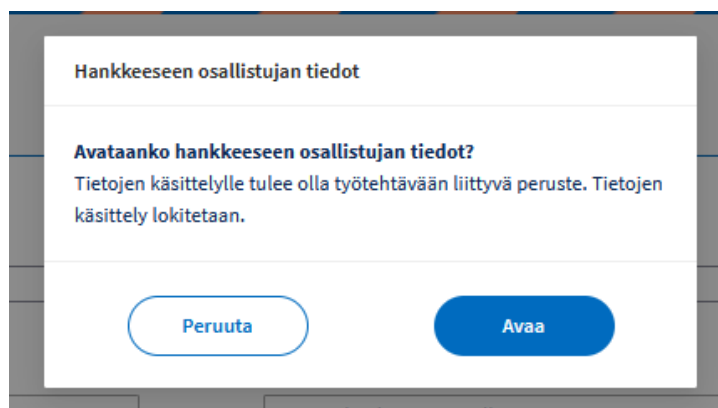 Hankkeeseen osallistujan tiedot
Avataanko hankkeeseen osallistujan tiedot?
Tietojen käsittelylle tulee olla työtehtävään liittyvä peruste. Tietojen
käsittely lokitetaan.
Peruuta
Avaa